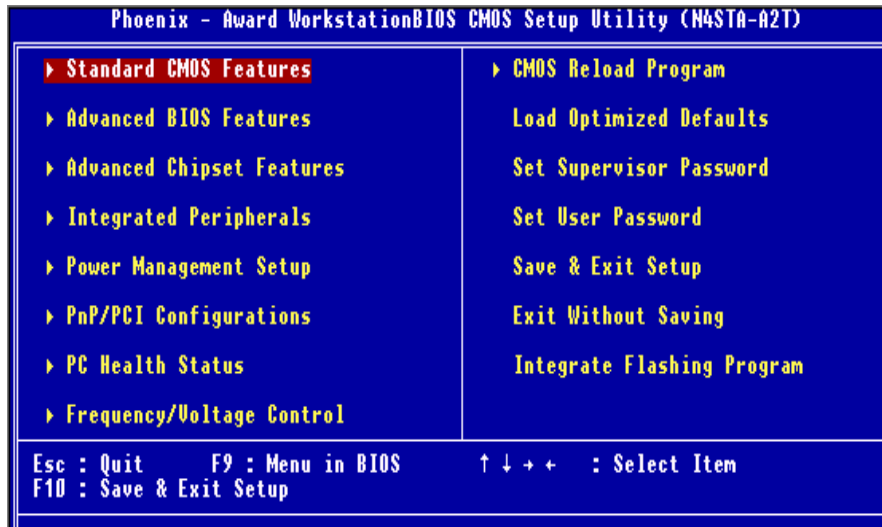 Phoenix - Award WorkstationBIOS CMOS Setup Utility (N4STA-A2T)
▸ Standard CMOS Features
▸ Advanced BIOS Features
▸ Advanced Chipset Features
▸ Integrated Peripherals
▸ Power Management Setup
▸ PnP/PCI Configurations
▸ PC Health Status
▸ Frequency/Voltage Control
▸ CMOS Reload Program
Load Optimized Defaults
Set Supervisor Password
Set User Password
Save & Exit Setup
Exit Without Saving
Integrate Flashing Program
Esc : Quit F9 : Menu in BIOS ↑ ↓ → ← : Select Item
F10 : Save & Exit Setup